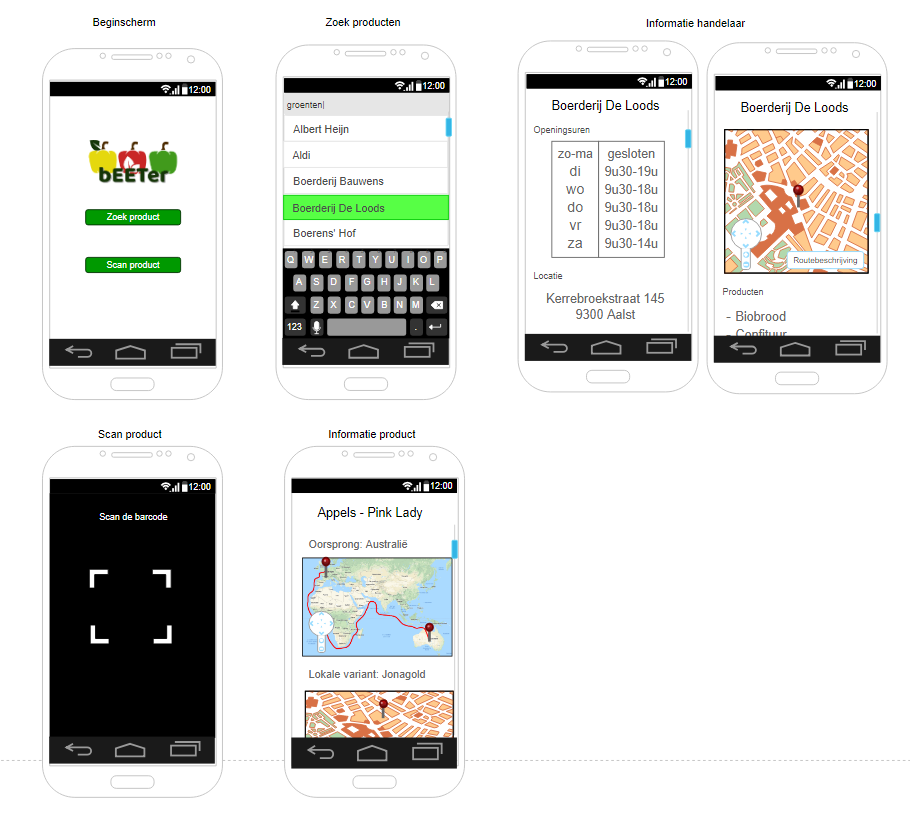 Beginscherm
Zoek producten
Informatie handelaar
12:00
bEETer
Zoek product
Scan product
12:00
groenten|
Albert Heijn
Aldi
Boerderij Bauwens
Boerderij De Loods
Boerens' Hof
Q W E R T Y U I O P
A S D F G H J K L
Z X C V B N M
123 .
12:00
Boerderij De Loods
Openingsuren
zo-ma gesloten
di 9u30-19u
wo 9u30-18u
do 9u30-18u
vr 9u30-18u
za 9u30-14u
Locatie
Kerrebroekstraat 145
9300 Aalst
12:00
Boerderij De Loods
Routebeschrijving
Producten
- Biobrood
- Confituur
Scan product
Informatie product
12:00
Scan de barcode
12:00
Appels - Pink Lady
Oorsprong: Australië
Lokale variant: Jonagold